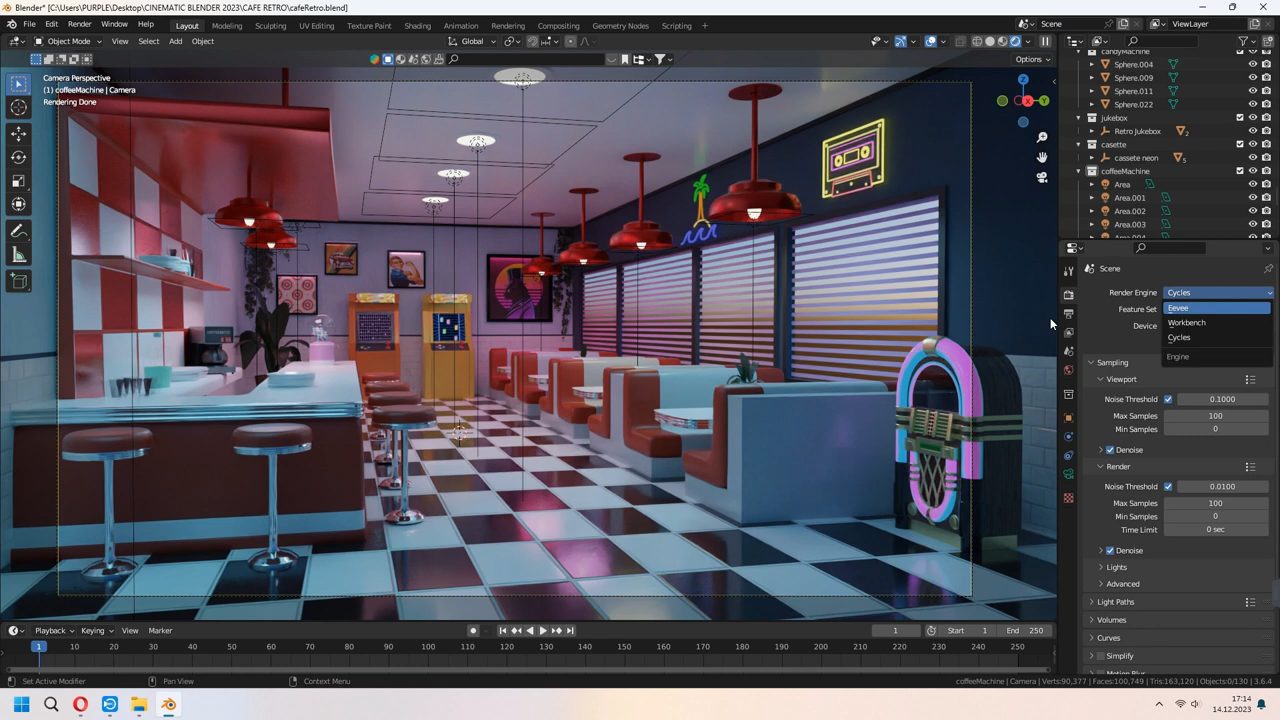 Blender* [C:\Users\PURPLE\Desktop\CINEMATIC BLENDER 2023\CAFE RETRO\cafeRetro.blend]
File Edit Render Window Help Layout Modeling Sculpting UV Editing Texture Paint Shading Animation Rendering Compositing Geometry Nodes Scripting + Scene ViewLayer
Object Mode View Select Add Object Global
Options
Camera Perspective
(1) coffeeMachine | Camera
Rendering Done
Z
Y
X
candyMachine
Sphere.004
Sphere.009
Sphere.011
Sphere.022
jukebox
Retro Jukebox 2
casette
cassete neon 5
coffeeMachine
Area
Area.001
Area.002
Area.003
Area.004
Scene
Render Engine Cycles
Feature Set Eevee
Workbench
Device
Cycles
Engine
Sampling
Viewport
Noise Threshold 0.1000
Max Samples 100
Min Samples 0
Denoise
Render
Noise Threshold 0.0100
Max Samples 100
Min Samples 0
Time Limit 0 sec
Denoise
Lights
Advanced
Light Paths
Volumes
Curves
Simplify
Motion Blur
Playback Keying View Marker 1 Start 1 End 250
1 10 20 30 40 50 60 70 80 90 100 110 120 130 140 150 160 170 180 190 200 210 220 230 240 250
Set Active Modifier Pan View Context Menu coffeeMachine | Camera | Verts:90,377 | Faces:100,749 | Tris:163,120 | Objects:0/130 | 3.6.4
17:14
14.12.2023